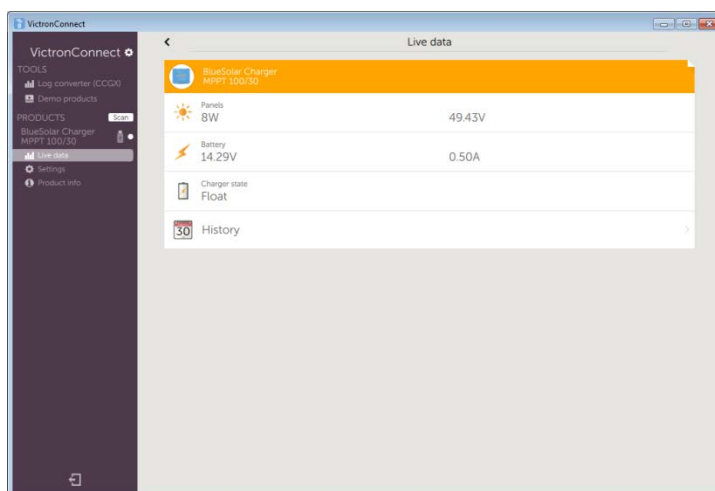 VictronConnect
VictronConnect
TOOLS
Log converter (CCGX)
Demo products
PRODUCTS Scan
BlueSolar Charger
MPPT 100/30
Live data
Settings
Product info
Live data
BlueSolar Charger
MPPT 100/30
Panels
8W 49.43V
Battery
14.29V 0.50A
Charger state
Float
30 History